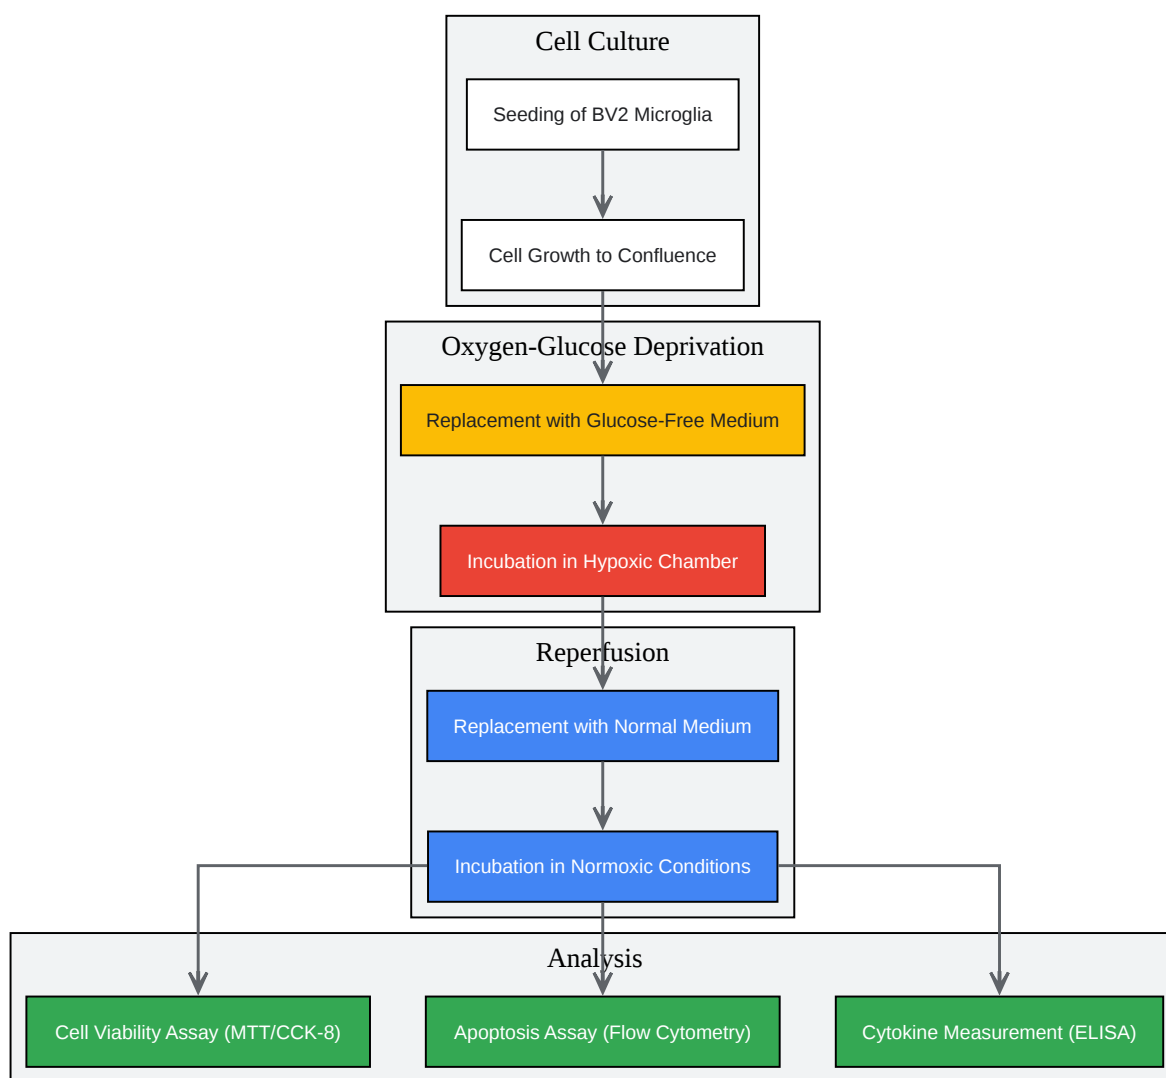 Cell Culture
Seeding of BV2 Microglia
Cell Growth to Confluence
Oxygen-Glucose Deprivation
Replacement with Glucose-Free Medium
Incubation in Hypoxic Chamber
Reperfusion
Replacement with Normal Medium
Incubation in Normoxic Conditions
Analysis
Cell Viability Assay (MTT/CCK-8)
Apoptosis Assay (Flow Cytometry)
Cytokine Measurement (ELISA)